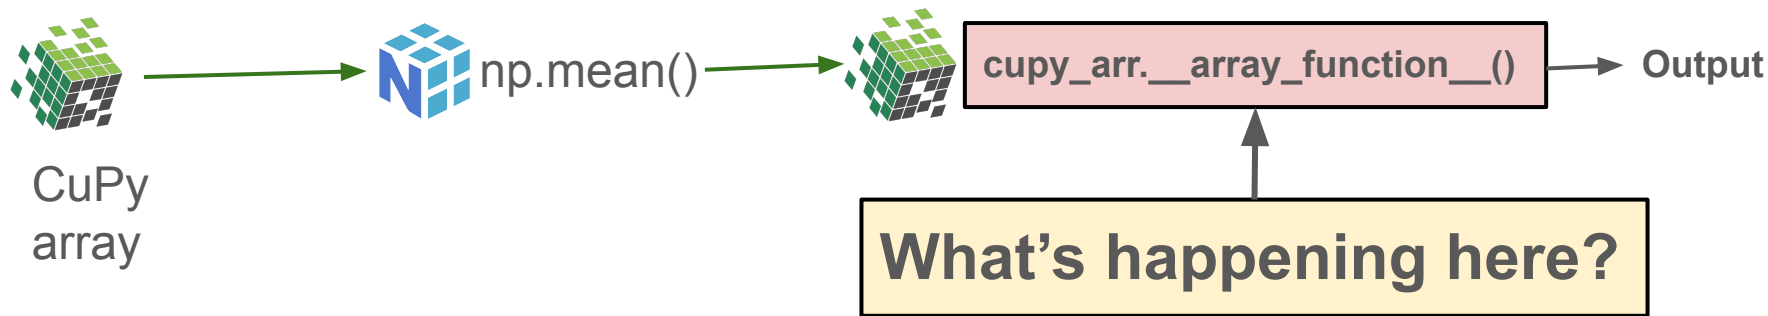 CuPy
array
np.mean()
cupy_arr.__array_function__()
Output
What's happening here?